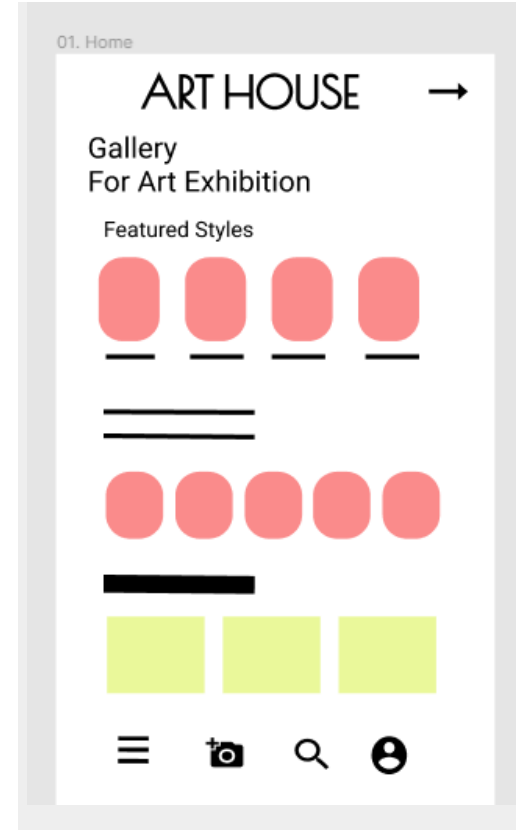 01. Home
ART HOUSE
Gallery
For Art Exhibition
Featured Styles